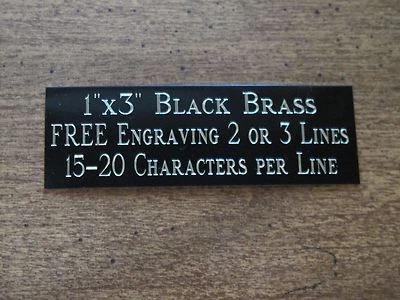 1"x3" Black Brass
FREE Engraving 2 or 3 Lines
15-20 Characters per Line